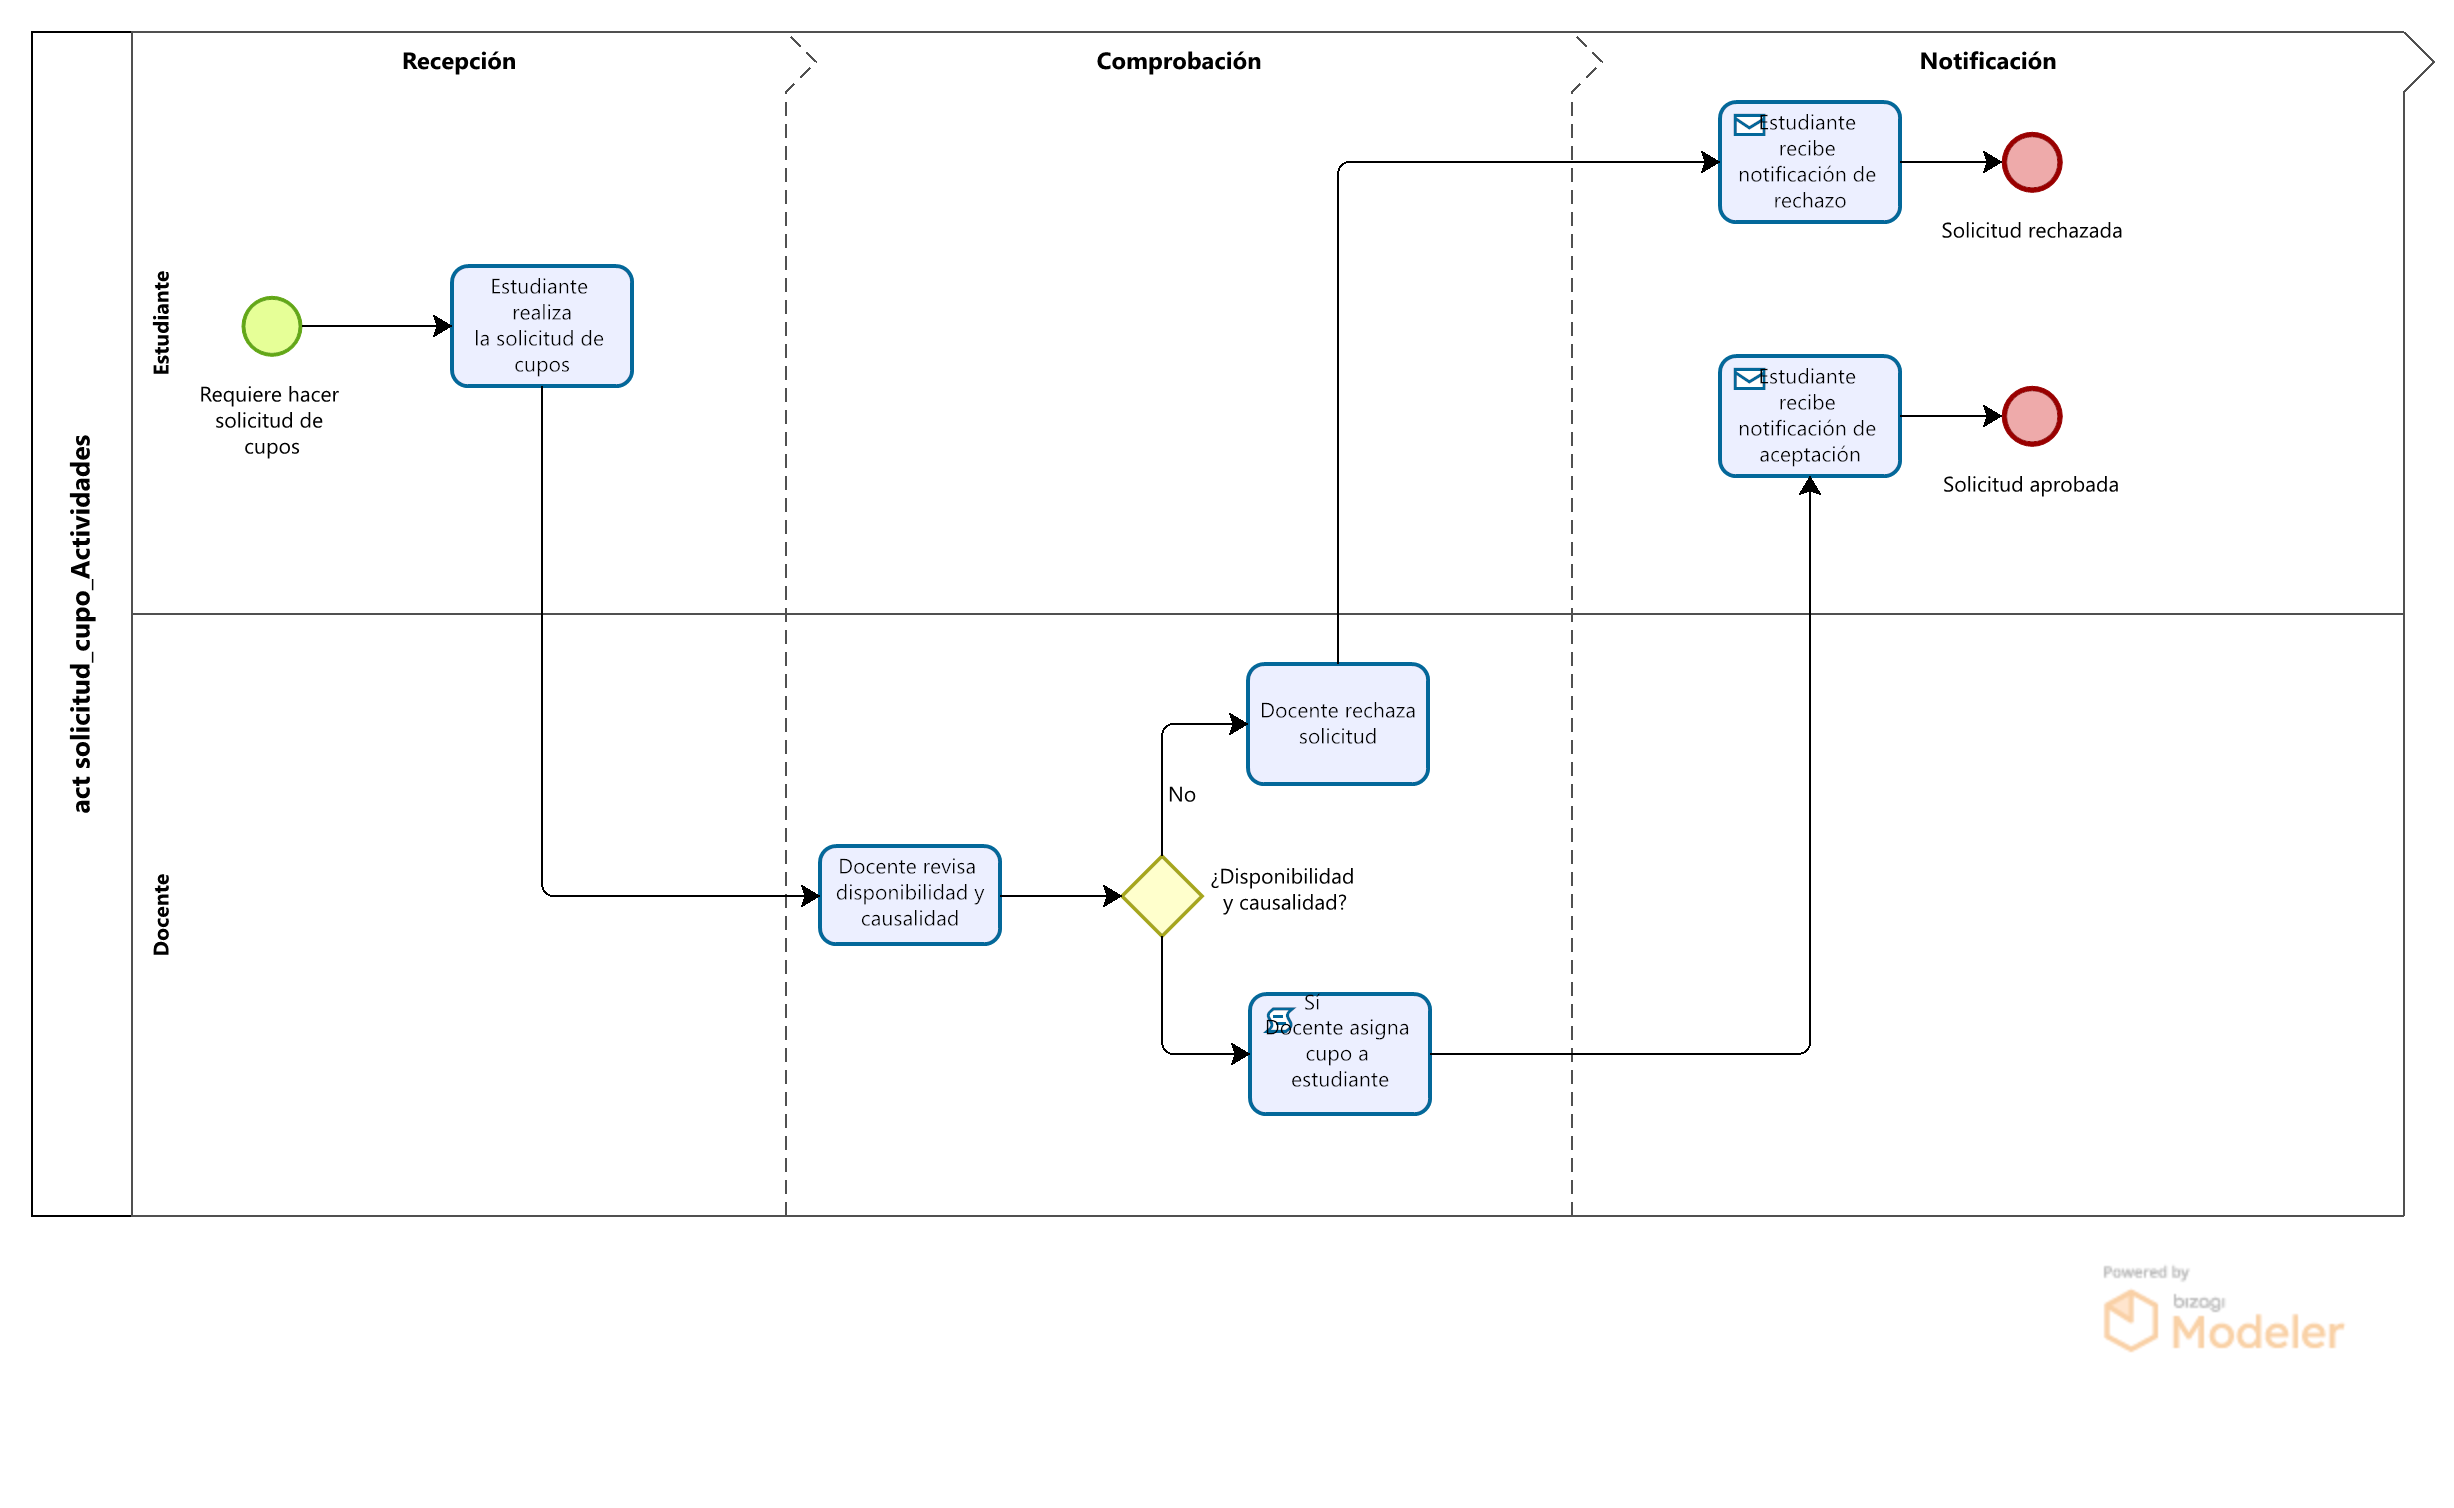 act solicitud_cupo_Actividades
Recepción
Comprobación
Notificación
Estudiante
Requiere hacer
solicitud de
cupos
Estudiante
realiza
la solicitud de
cupos
Estudiante
recibe
notificación de
rechazo
Solicitud rechazada
Estudiante
recibe
notificación de
aceptación
Solicitud aprobada
Docente
Docente revisa
disponibilidad y
causalidad
¿Disponibilidad
y causalidad?
No
Docente rechaza
solicitud
Sí
Docente asigna
cupo a
estudiante
Powered by
bizagi
Modeler